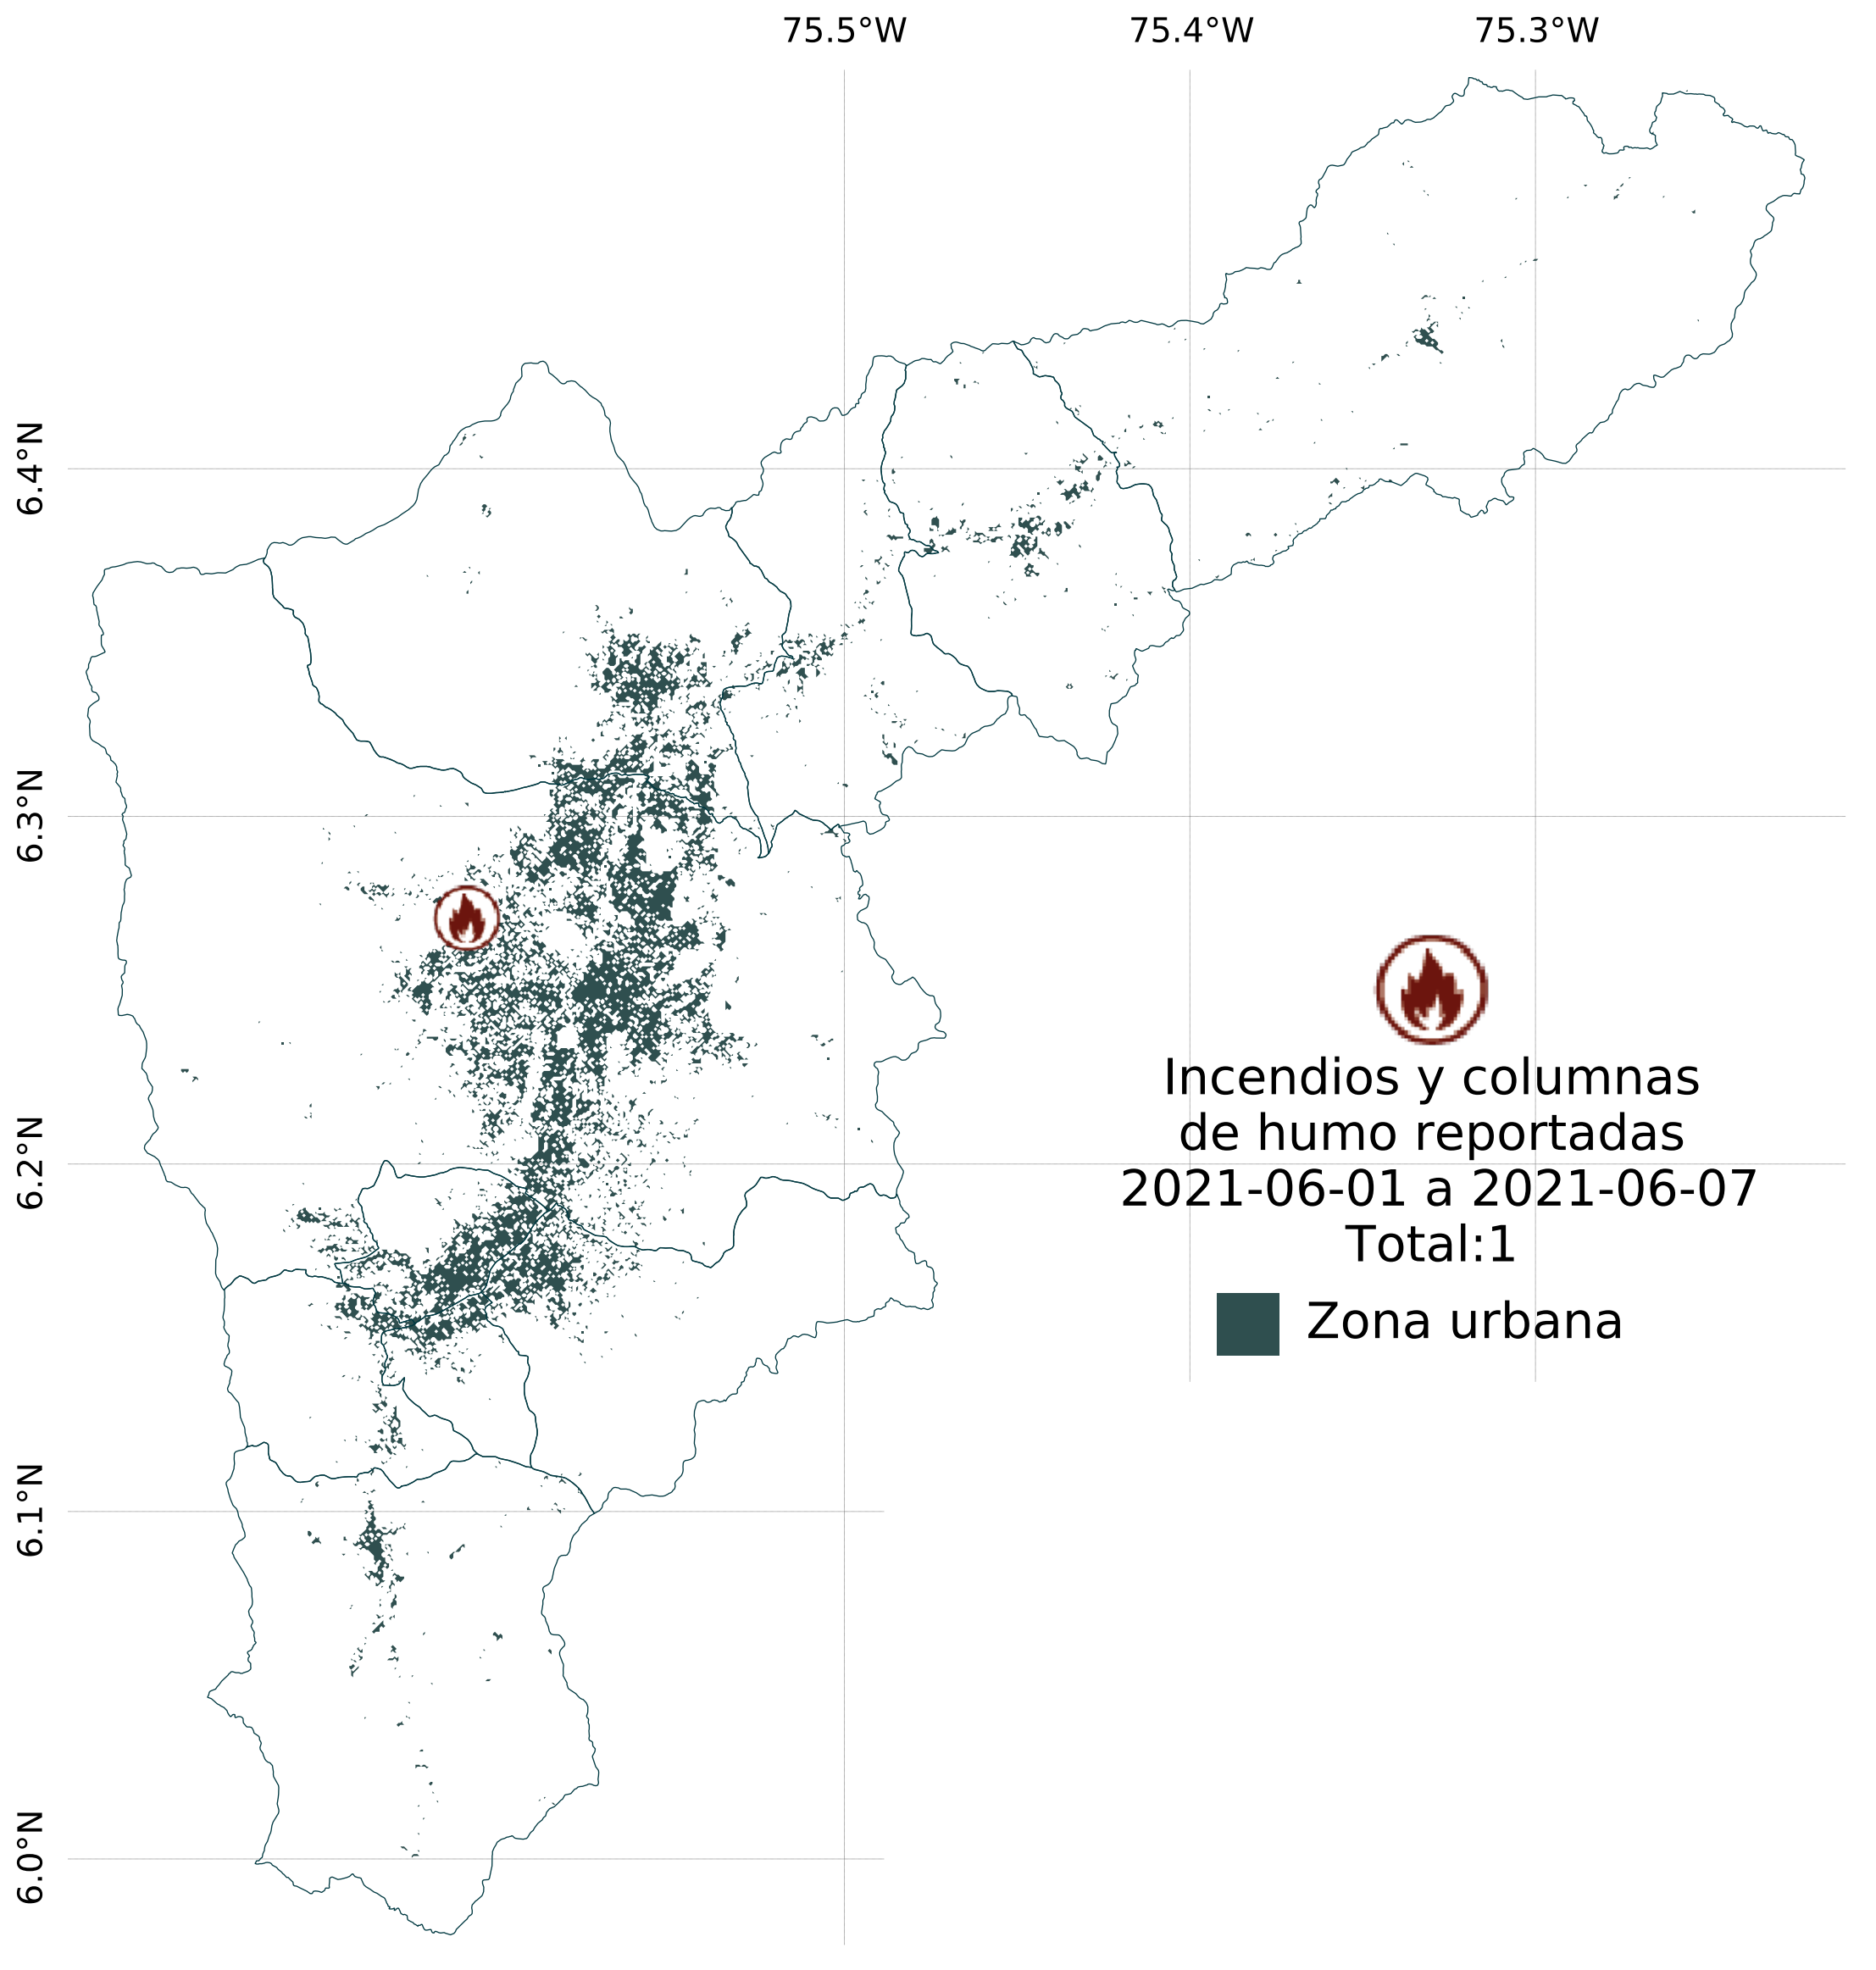 75.5°W
75.4°W
75.3°W
6.4°N
6.3°N
6.2°N
6.1°N
6.0°N
Incendios y columnas
de humo reportadas
2021-06-01 a 2021-06-07
Total:1
Zona urbana